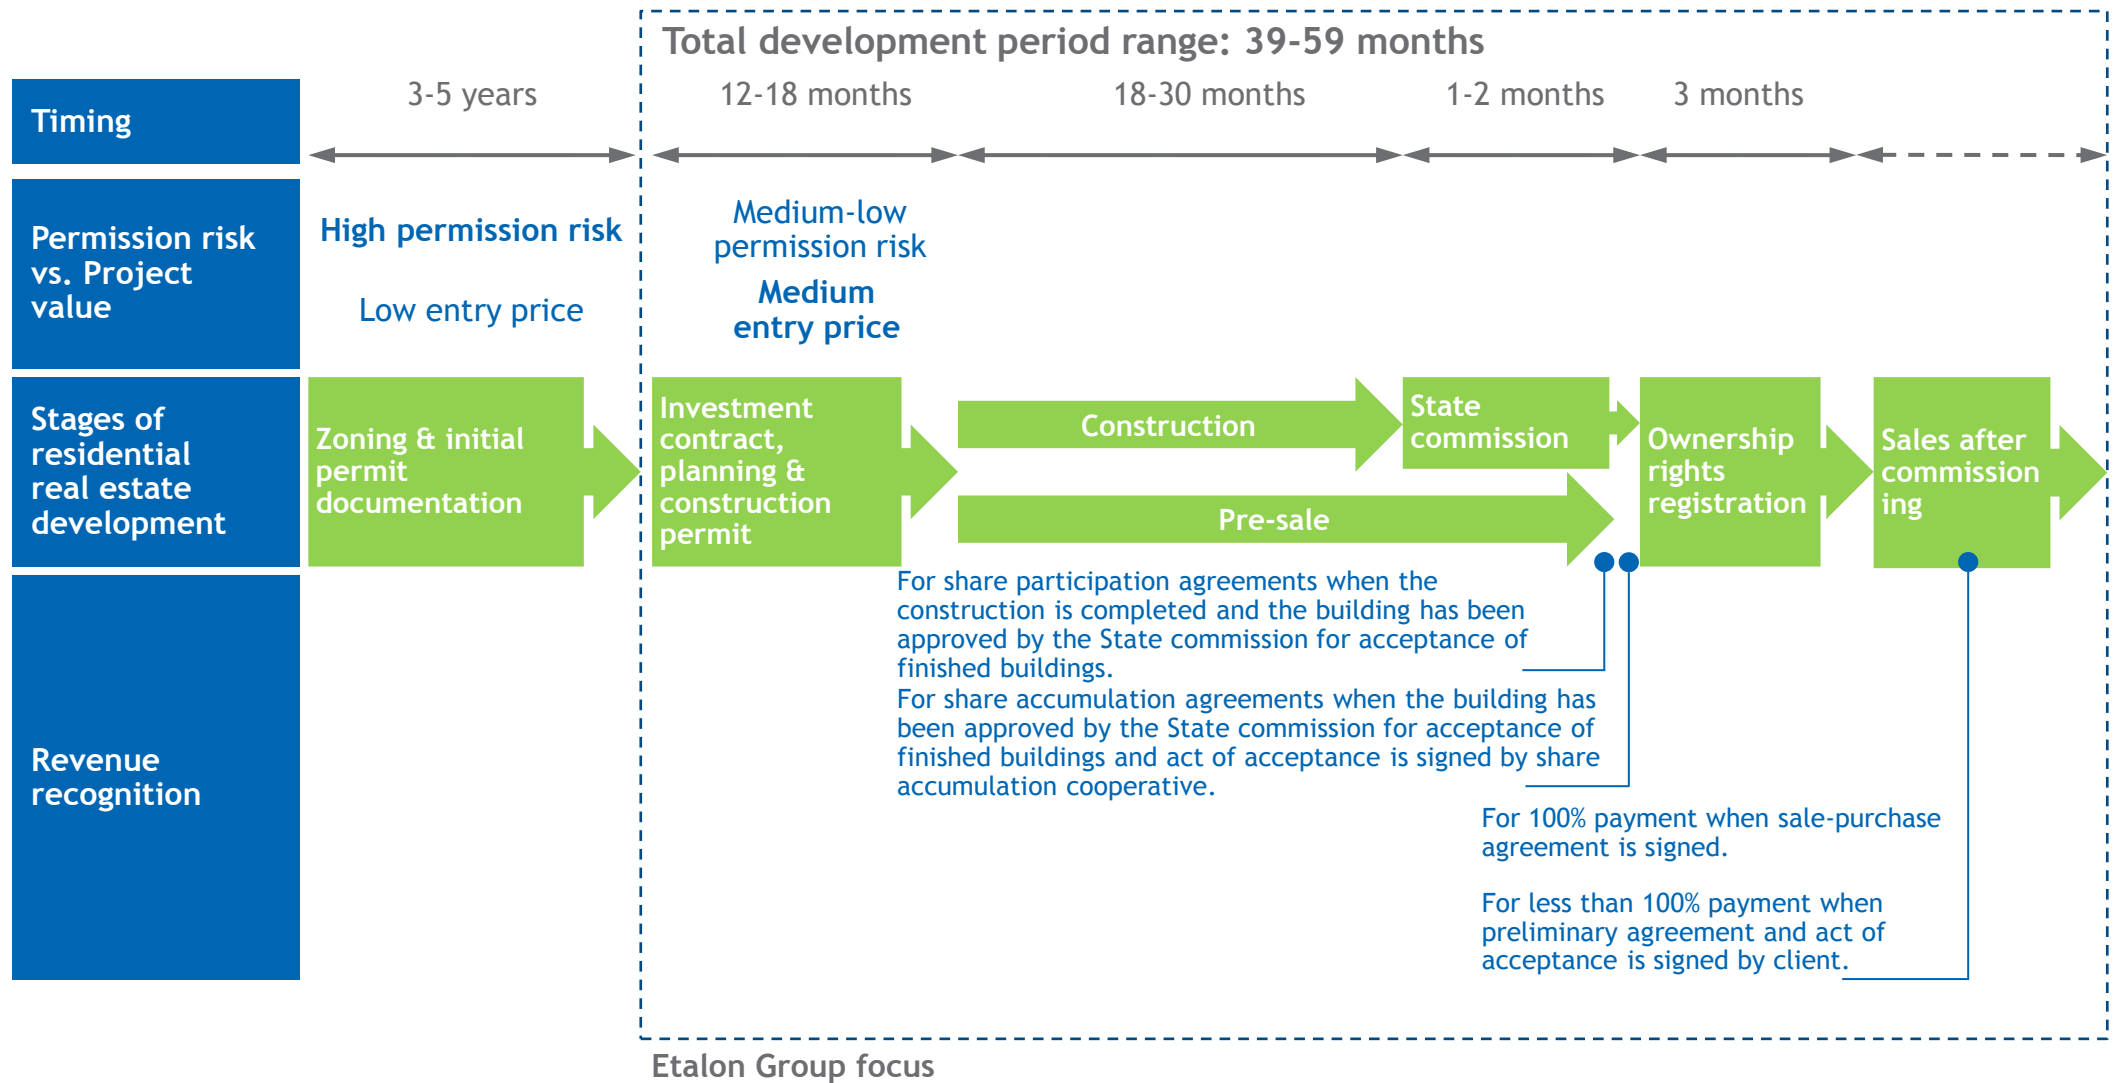 Total development period range: 39-59 months
Timing
3-5 years
12-18 months
18-30 months
1-2 months
3 months
Permission risk
vs. Project
value
High permission risk
Low entry price
Medium-low
permission risk
Medium
entry price
Stages of
residential
real estate
development
Zoning & initial
permit
documentation
Investment
contract,
planning &
construction
permit
Construction
Pre-sale
State
commission
Ownership
rights
registration
Sales after
commission
ing
Revenue
recognition
For share participation agreements when the
construction is completed and the building has been
approved by the State commission for acceptance of
finished buildings.
For share accumulation agreements when the building has
been approved by the State commission for acceptance of
finished buildings and act of acceptance is signed by share
accumulation cooperative.
For 100% payment when sale-purchase
agreement is signed.
For less than 100% payment when
preliminary agreement and act of
acceptance is signed by client.
Etalon Group focus